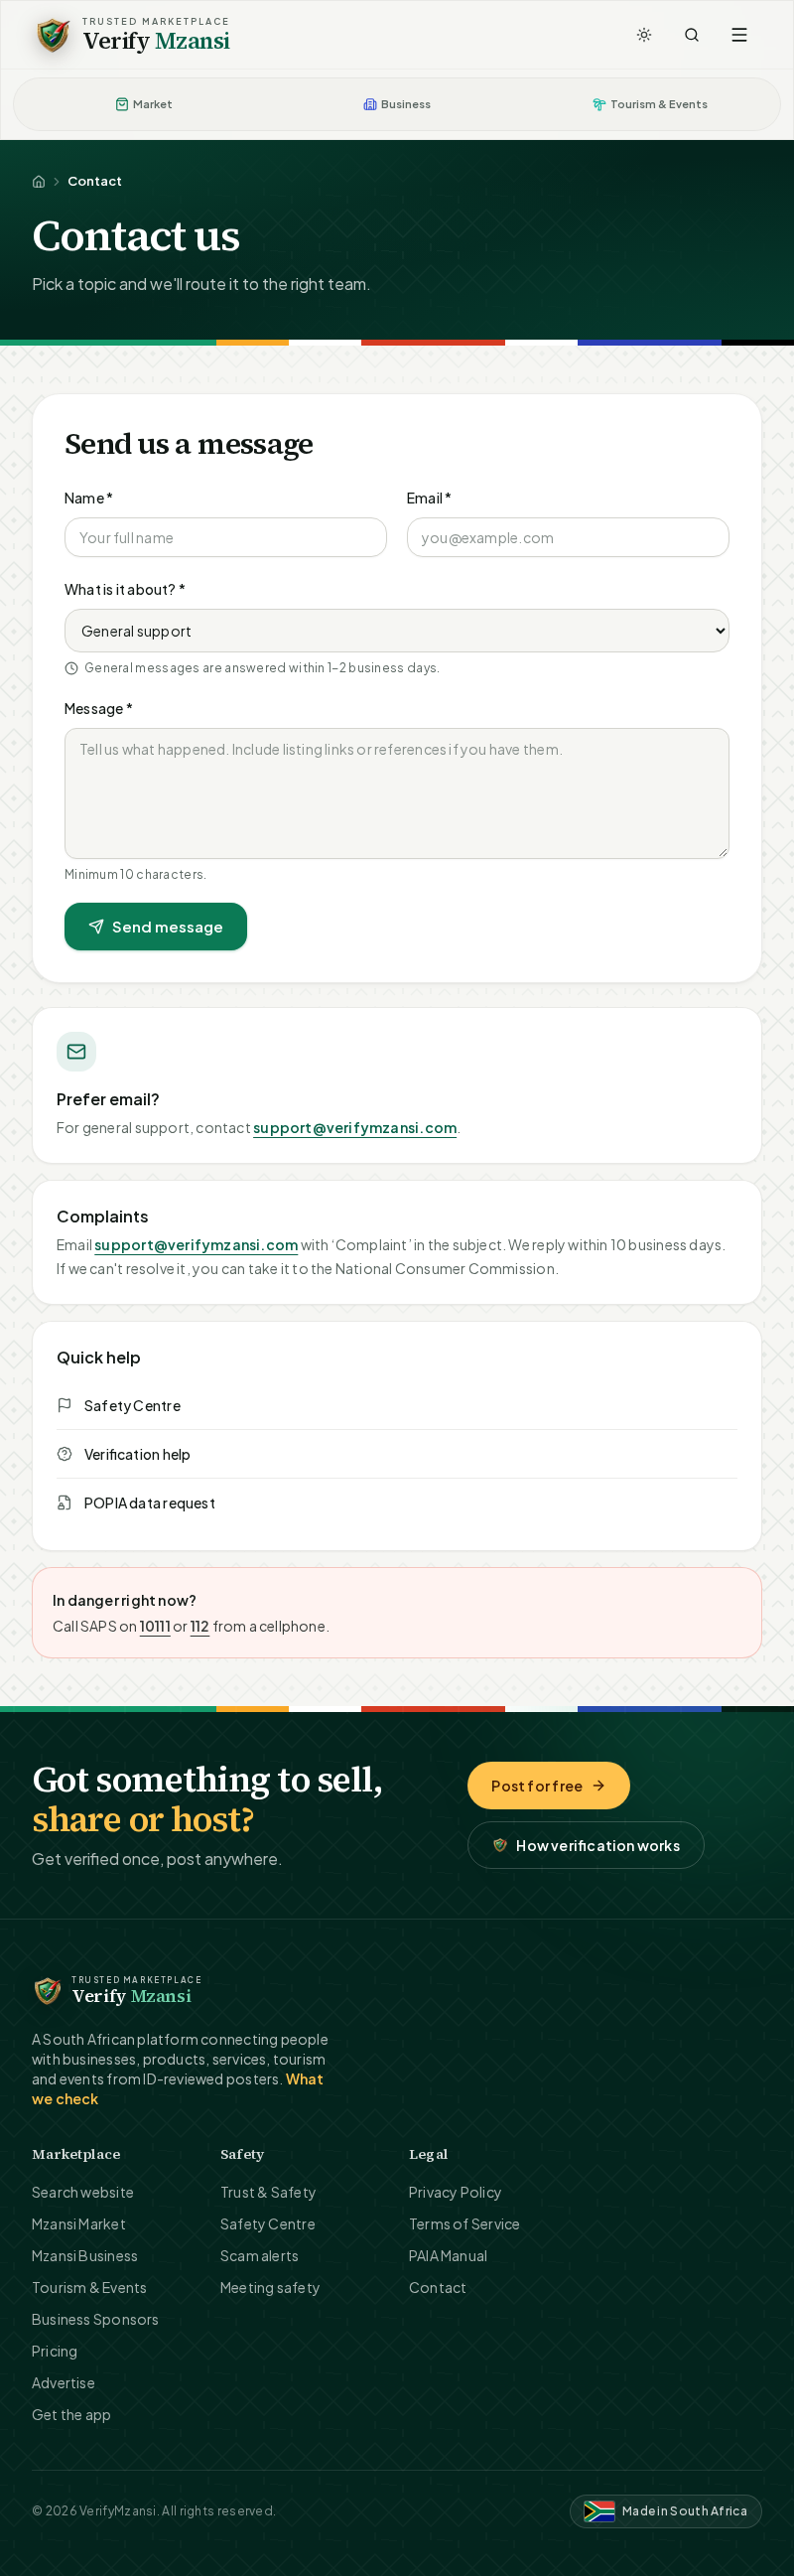 TRUSTED MARKETPLACE
Verify Mzansi
Market
Business
Tourism & Events
Contact
Contact us
Pick a topic and we'll route it to the right team.
Send us a message
Name *
Email *
Your full name
you@example.com
What is it about? *
General support
General messages are answered within 1–2 business days.
Message *
Tell us what happened. Include listing links or references if you have them.
Minimum 10 characters.
Send message
Prefer email?
For general support, contact support@verifymzansi.com.
Complaints
Email support@verifymzansi.com with ‘Complaint’ in the subject. We reply within 10 business days.
If we can't resolve it, you can take it to the National Consumer Commission.
Quick help
Safety Centre
Verification help
POPIA data request
In danger right now?
Call SAPS on 10111 or 112 from a cellphone.
Got something to sell,
share or host?
Get verified once, post anywhere.
Post for free
How verification works
TRUSTED MARKETPLACE
Verify Mzansi
A South African platform connecting people
with businesses, products, services, tourism
and events from ID-reviewed posters. What
we check
Marketplace
Search website
Mzansi Market
Mzansi Business
Tourism & Events
Business Sponsors
Pricing
Advertise
Get the app
Safety
Trust & Safety
Safety Centre
Scam alerts
Meeting safety
Legal
Privacy Policy
Terms of Service
PAIA Manual
Contact
© 2026 VerifyMzansi. All rights reserved.
Made in South Africa